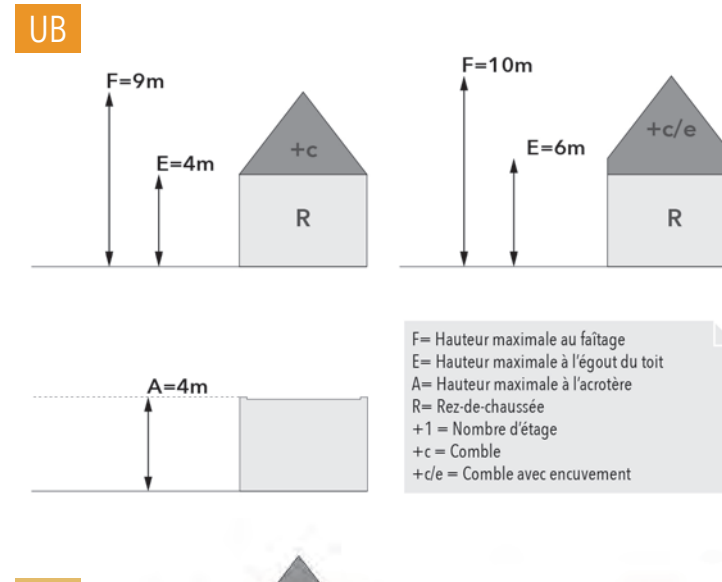 UB
F=9m
E=4m
+c
R
F=10m
E=6m
+c/e
R
A=4m
F= Hauteur maximale au faîtage
E= Hauteur maximale à l'égout du toit
A= Hauteur maximale à l'acrotère
R= Rez-de-chaussée
+1 = Nombre d'étage
+c = Comble
+c/e = Comble avec encuvement